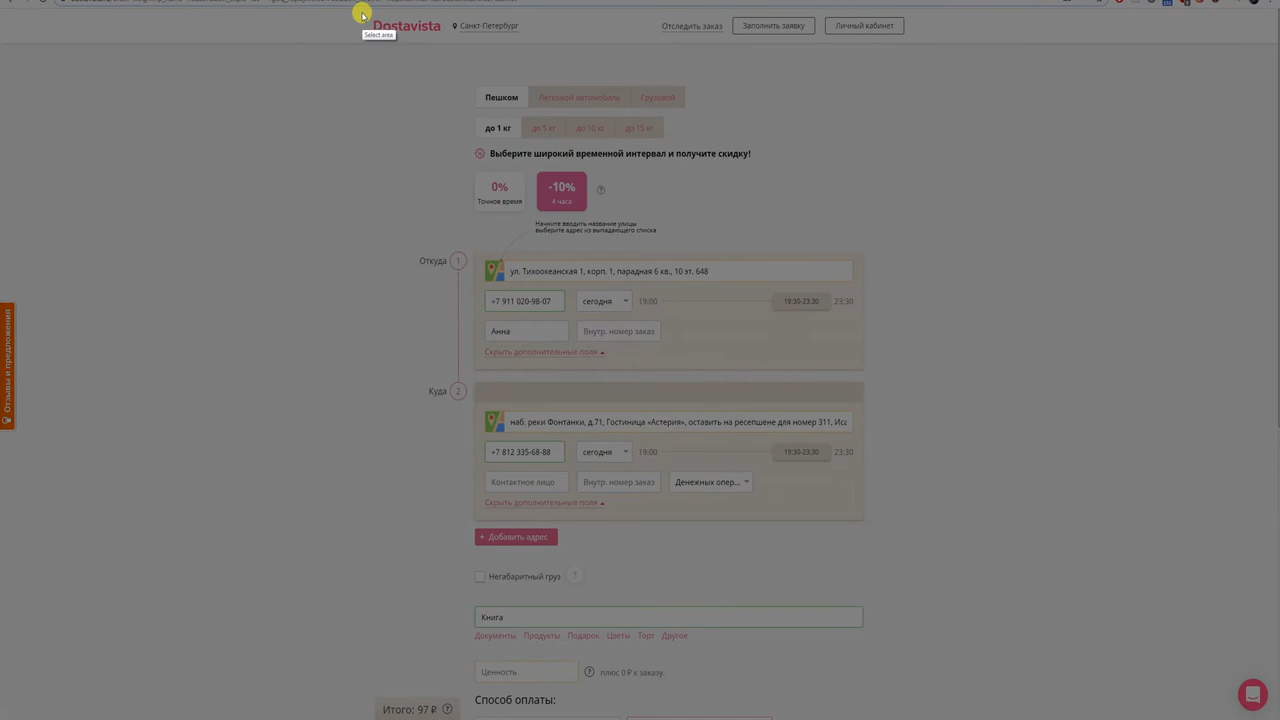 Dostavista
Санкт-Петербург
Отследить заказ
Заполнить заявку
Личный кабинет
Select area
Пешком
Легковой автомобиль
Грузовой
до 1 кг
до 5 кг
до 10 кг
до 15 кг
Выберите широкий временной интервал и получите скидку!
0%
Точное время
-10%
4 часа
?
Начните вводить название улицы
выберите адрес из выпадающего списка
Откуда 1
ул. Тихоокеанская 1, корп. 1, парадная 6 кв., 10 эт. 648
+7 911 020-98-07
сегодня
19:00
19:30-23:30
23:30
Анна
Внутр. номер заказ
Скрыть дополнительные поля
Куда 2
наб. реки Фонтанки, д.71, Гостиница «Астерия», оставить на ресепшене для номер 311, Иса
+7 812 335-68-88
сегодня
19:00
19:30-23:30
23:30
Контактное лицо
Внутр. номер заказ
Денежных опер...
Скрыть дополнительные поля
+ Добавить адрес
Негабаритный груз
?
Книга
Документы Продукты Подарок Цветы Торт Другое
Ценность
?
плюс 0 ₽ к заказу.
Способ оплаты:
Итого: 97 ₽ ?
Отзывы и предложения